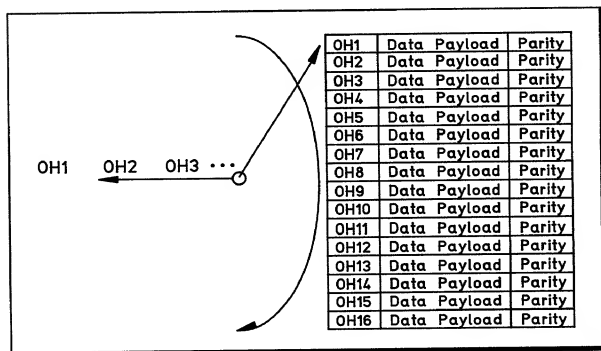 OH1 OH2 OH3 •••
OH1 Data Payload Parity
OH2 Data Payload Parity
OH3 Data Payload Parity
OH4 Data Payload Parity
OH5 Data Payload Parity
OH6 Data Payload Parity
OH7 Data Payload Parity
OH8 Data Payload Parity
OH9 Data Payload Parity
OH10 Data Payload Parity
OH11 Data Payload Parity
OH12 Data Payload Parity
OH13 Data Payload Parity
OH14 Data Payload Parity
OH15 Data Payload Parity
OH16 Data Payload Parity